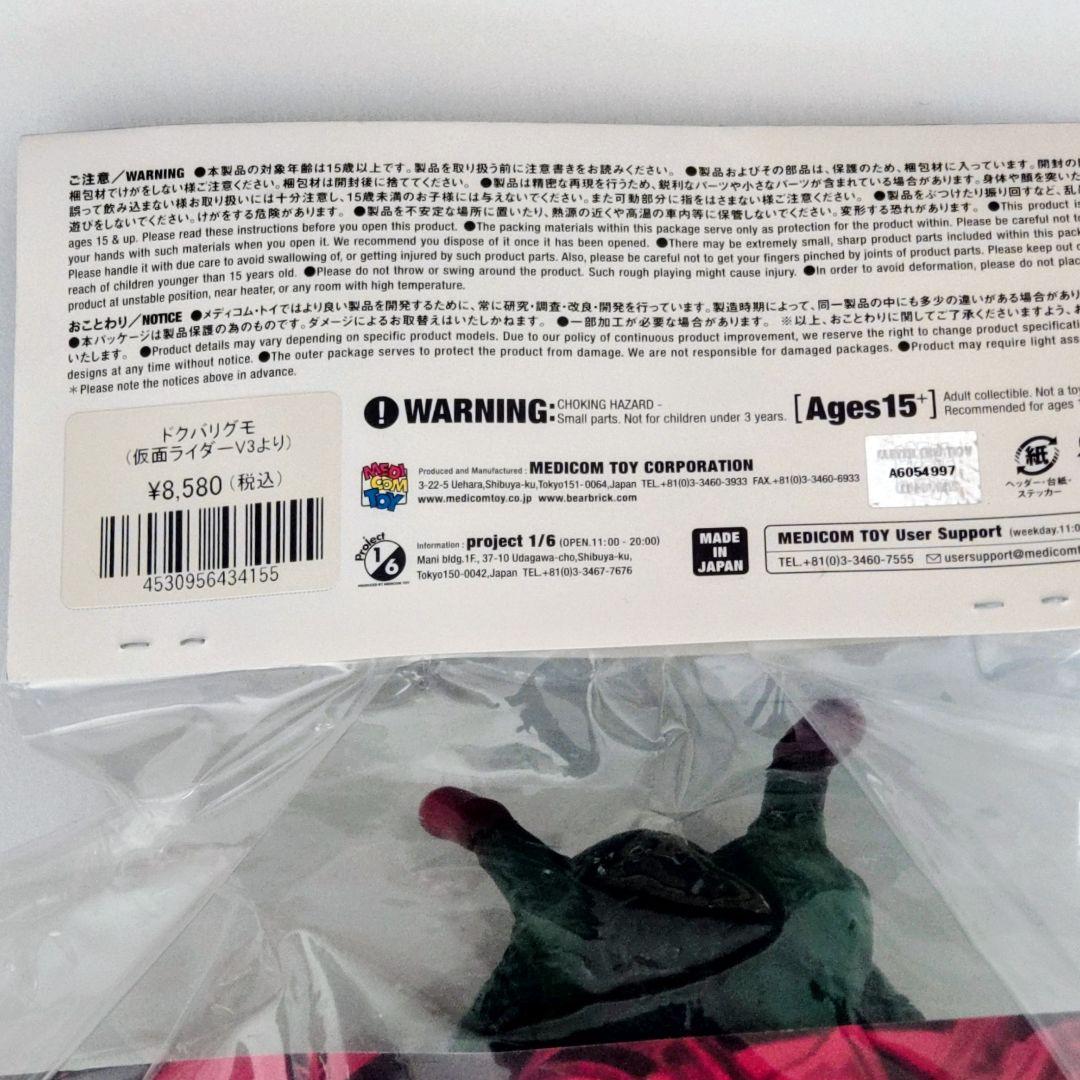 ご注意／WARNING ●本製品の対象年齢は15歳以上です。製品を取り扱う前に注意書きをお読みください。 ●製品およびその部品は、保護のため、梱包材に入っています。開封の
梱包材でけがをしない様ご注意ください。梱包材は開封後に捨ててください。 ●製品は精密な再現を行うため、鋭利なパーツや小さなパーツが含まれている場合があります。身体や顔を突いた
誤って飲み込まない様お取り扱いには十分注意し、15歳未満のお子様には与えないでください。また可動部分に指をはさまない様ご注意ください。 ●製品をぶつけたり振り回すなど、乱
遊びをしないでください。けがをする危険があります。 ●製品を不安定な場所に置いたり、熱源の近くや高温の車内等に保管しないでください。変形する恐れがあります。 ●This product is
ages 15 & up. Please read these instructions before you open this product. ●The packing materials within this package serve only as protection for the product within. Please be careful not to
your hands with such materials when you open it. We recommend you dispose of it once it has been opened. ●There may be extremely small, sharp product parts included within this pack
Please handle it with due care to avoid swallowing of, or getting injured by such product parts. Also, please be careful not to get your fingers pinched by joints of product parts. Please keep out o
reach of children younger than 15 years old. ●Please do not throw or swing around the product. Such rough playing might cause injury. ●In order to avoid deformation, please do not plac
product at unstable position, near heater, or any room with high temperature.
おことわり／NOTICE ●メディコム・トイではより良い製品を開発するために、常に研究・調査・改良・開発を行っています。製造時期によって、同一製品の中にも多少の違いがある場合があり
●本パッケージは製品保護の為のものです。ダメージによるお取替えはいたしかねます。 ●一部加工が必要な場合があります。 ※以上、おことわりに関してご了承くださいますよう、お
いたします。 ●Product details may vary depending on specific product models. Due to our policy of continuous product improvement, we reserve the right to change product specificati
designs at any time without notice. ●The outer package serves to protect the product from damage. We are not responsible for damaged packages. ●Product may require light ass
＊Please note the notices above in advance.
ドクバリグモ
(仮面ライダーV3より)
¥8,580(税込)
4530956434155
WARNING: CHOKING HAZARD -
Small parts. Not for children under 3 years.
[Ages15+]
Adult collectible. Not a toy
Recommended for ages
MEDICOM TOY
Produced and Manufactured : MEDICOM TOY CORPORATION
3-22-5 Uehara,Shibuya-ku,Tokyo151-0064,Japan TEL.+81(0)3-3460-3933 FAX.+81(0)3-3460-6933
www.medicomtoy.co.jp www.bearbrick.com
A6054997
紙
ヘッダー・台紙・
ステッカー
Project 1/6
PRODUCED BY MEDICOM TOY
Information : project 1/6 (OPEN.11:00 - 20:00)
Mani bldg.1F., 37-10 Udagawa-cho,Shibuya-ku,
Tokyo150-0042,Japan TEL.+81(0)3-3467-7676
MADE
IN
JAPAN
MEDICOM TOY User Support (weekday.11:0
TEL.+81(0)3-3460-7555 usersupport@medicomt